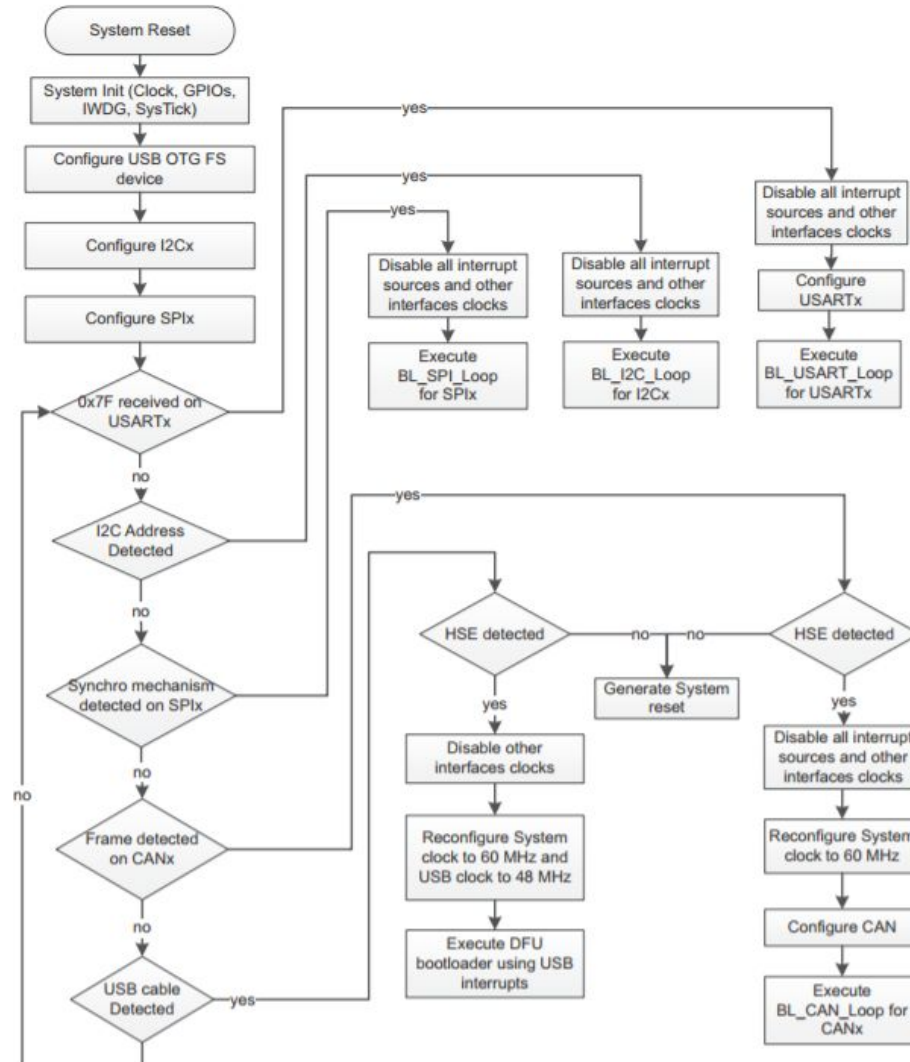 System Reset
System Init (Clock, GPIOs,
IWDG, SysTick)
Configure USB OTG FS
device
Configure I2Cx
Configure SPIx
0x7F received on
USARTx
yes
no
I2C Address
Detected
yes
no
Synchro mechanism
detected on SPIx
yes
no
Frame detected
on CANx
yes
no
USB cable
Detected
yes
no
Disable all interrupt
sources and other
interfaces clocks
Execute
BL_SPI_Loop
for SPIx
Disable all interrupt
sources and other
interfaces clocks
Execute
BL_I2C_Loop
for I2Cx
Disable all interrupt
sources and other
interfaces clocks
Configure
USARTx
Execute
BL_USART_Loop
for USARTx
HSE detected
no
no
HSE detected
Generate System
reset
yes
Disable other
interfaces clocks
Reconfigure System
clock to 60 MHz and
USB clock to 48 MHz
Execute DFU
bootloader using USB
interrupts
yes
Disable all interrupt
sources and other
interfaces clocks
Reconfigure System
clock to 60 MHz
Configure CAN
Execute
BL_CAN_Loop for
CANx